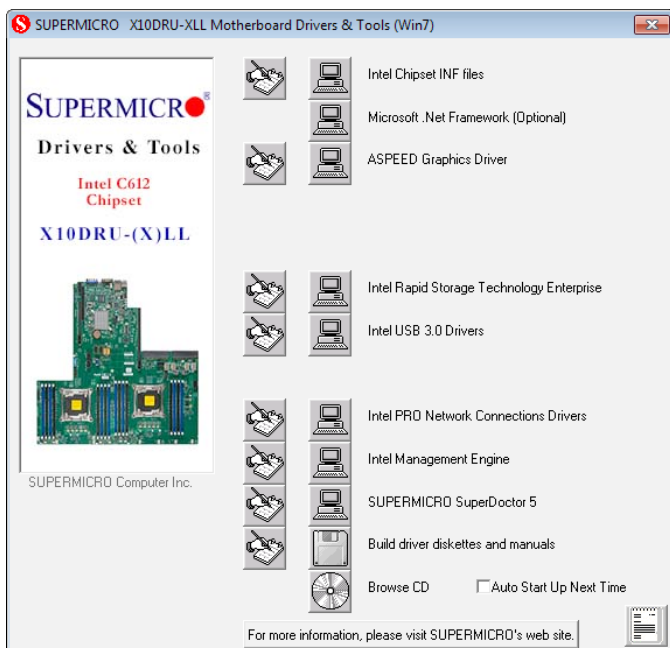 SUPERMICRO X10DRU-XLL Motherboard Drivers & Tools (Win7)
SUPERMICRO®
Drivers & Tools
Intel C612
Chipset
X10DRU-(X)LL
SUPERMICRO Computer Inc.
Intel Chipset INF files
Microsoft .Net Framework (Optional)
ASPEED Graphics Driver
Intel Rapid Storage Technology Enterprise
Intel USB 3.0 Drivers
Intel PRO Network Connections Drivers
Intel Management Engine
SUPERMICRO SuperDoctor 5
Build driver diskettes and manuals
Browse CD
Auto Start Up Next Time
For more information, please visit SUPERMICRO's web site.